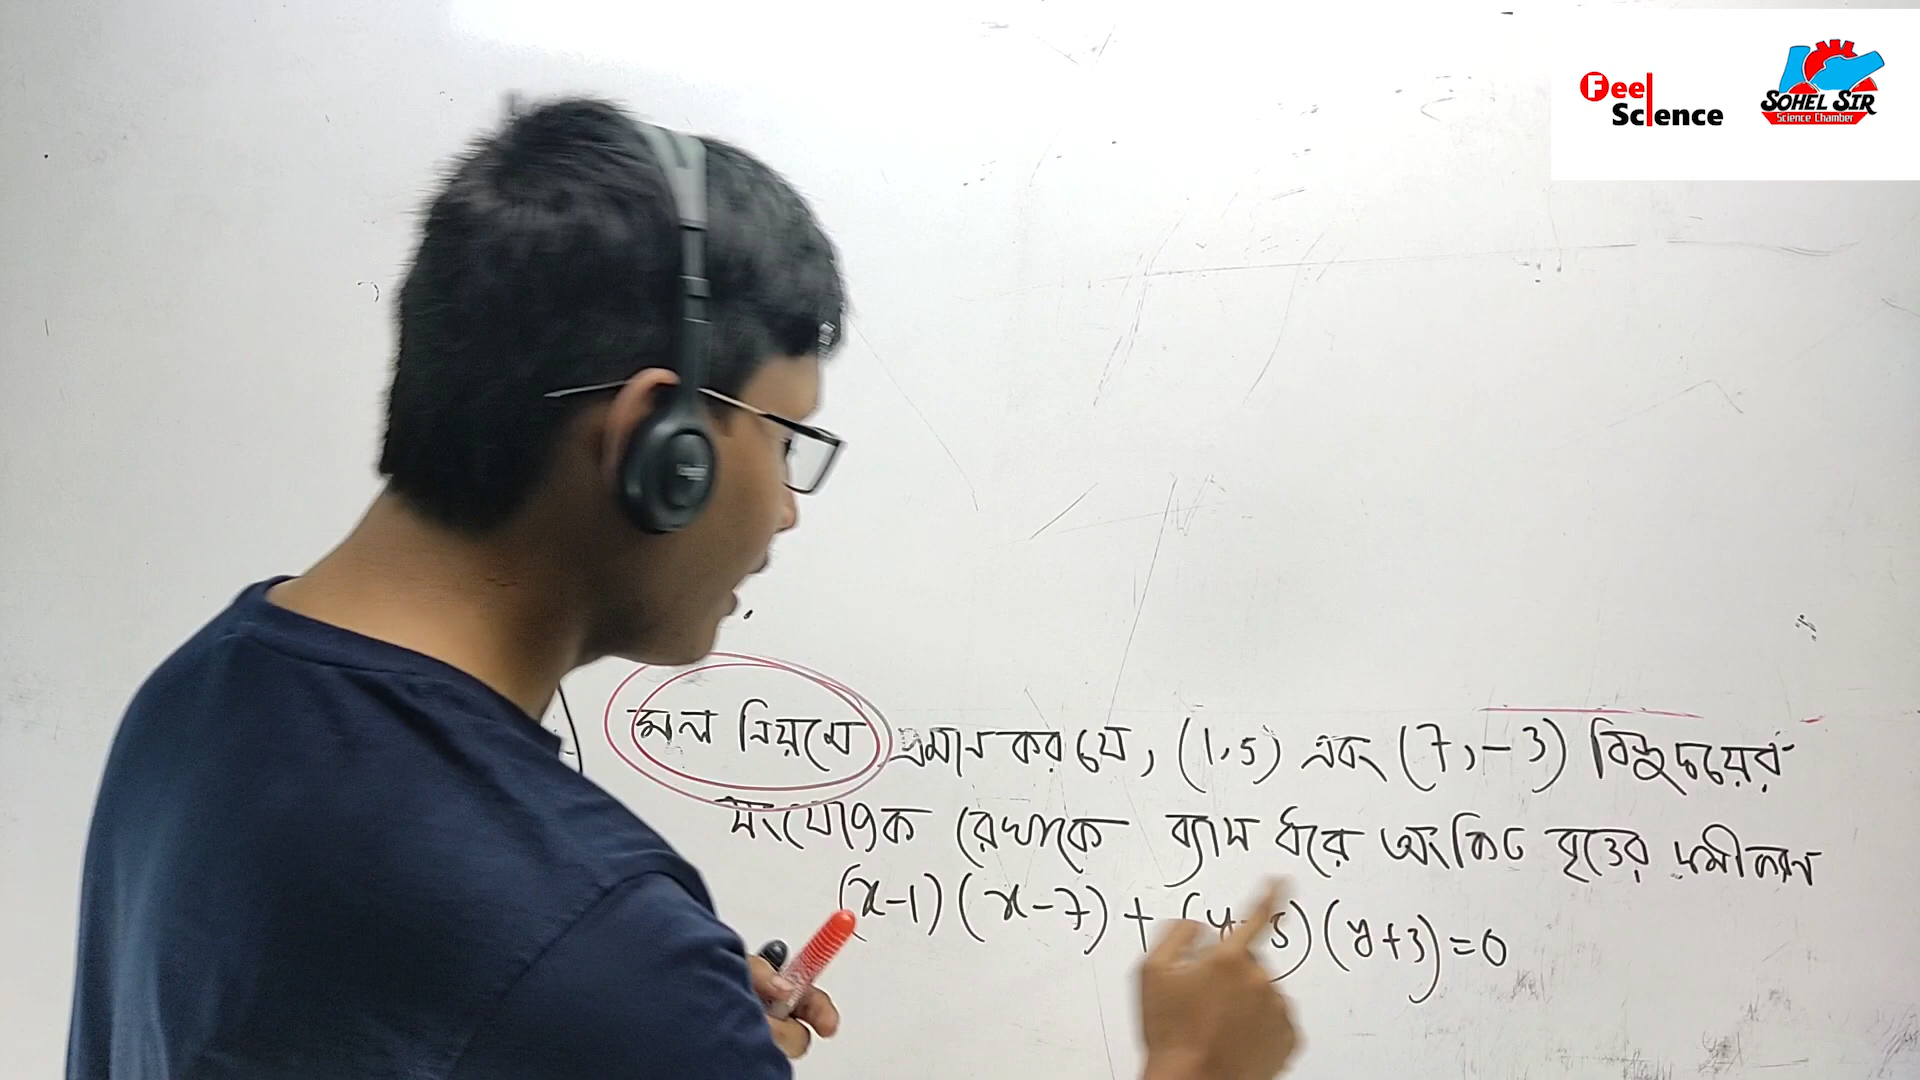 Feel
Science
SOHEL SIR
Science Chamber
মূল নিয়মে প্রমান কর যে, (1,5) এবং (7,-3) বিন্দুদ্বয়ের
সংযোজক রেখাকে ব্যাস ধরে অংকিত বৃত্তের সমীকরণ
(x-1)(x-7)+(y-5)(y+3)=0